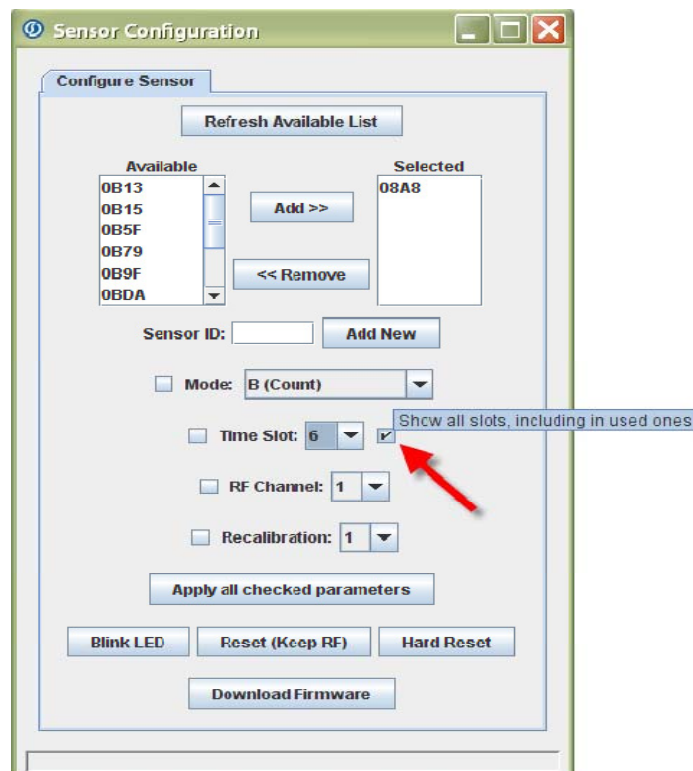 Sensor Configuration
Configure Sensor
Refresh Available List
Available
Selected
0B13
0B15
0B5F
0B79
0B9F
0BDA
08A8
Add >>
<< Remove
Sensor ID:
Add New
Mode: B (Count)
Time Slot: 6
Show all slots, including in used ones
RF Channel: 1
Recalibration: 1
Apply all checked parameters
Blink LED
Reset (Keep RF)
Hard Reset
Download Firmware